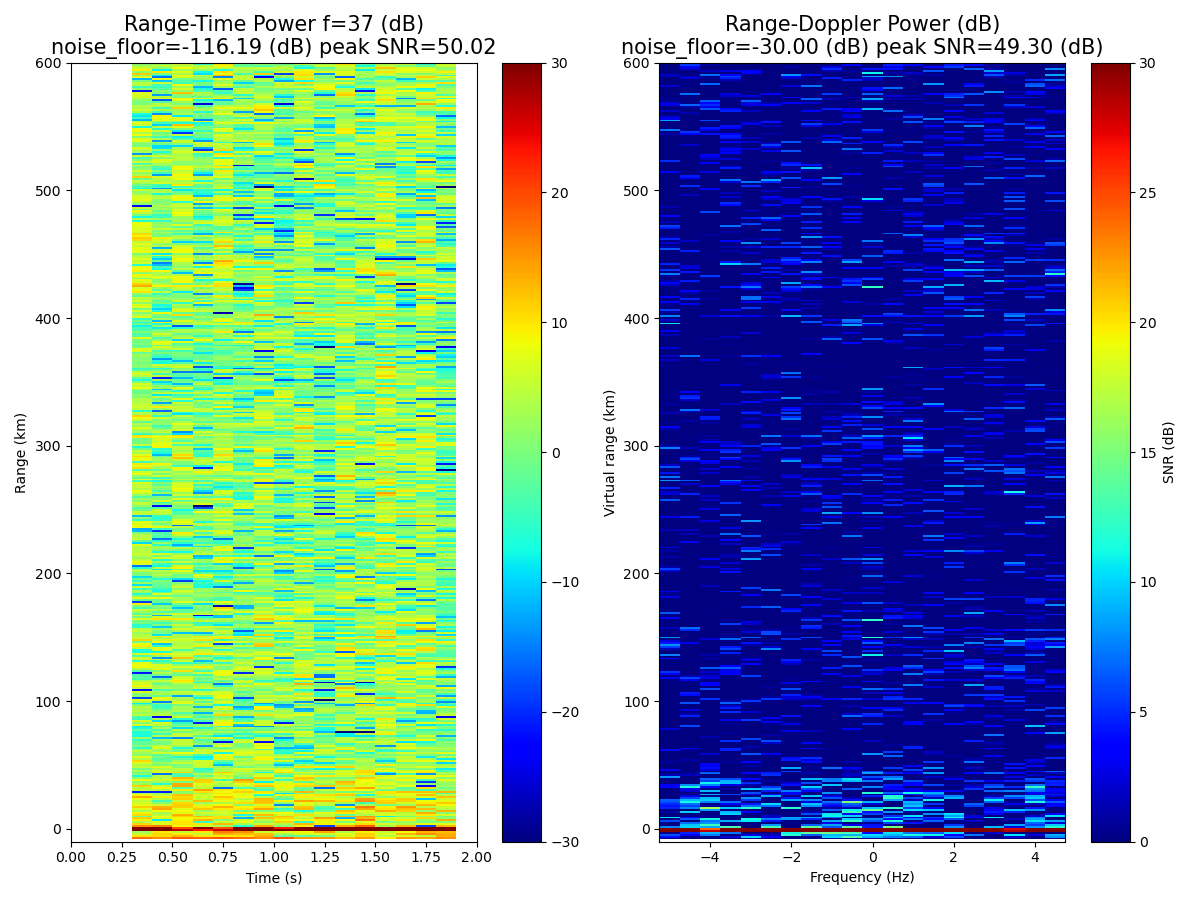 Range-Time Power f=37 (dB)
noise_floor=-116.19 (dB) peak SNR=50.02
600
500
400
300
200
100
0
Range (km)
0.00 0.25 0.50 0.75 1.00 1.25 1.50 1.75 2.00
Time (s)
30
20
10
0
−10
−20
−30
Range-Doppler Power (dB)
noise_floor=-30.00 (dB) peak SNR=49.30 (dB)
600
500
400
300
200
100
0
Virtual range (km)
−4 −2 0 2 4
Frequency (Hz)
30
25
20
15
10
5
0
SNR (dB)